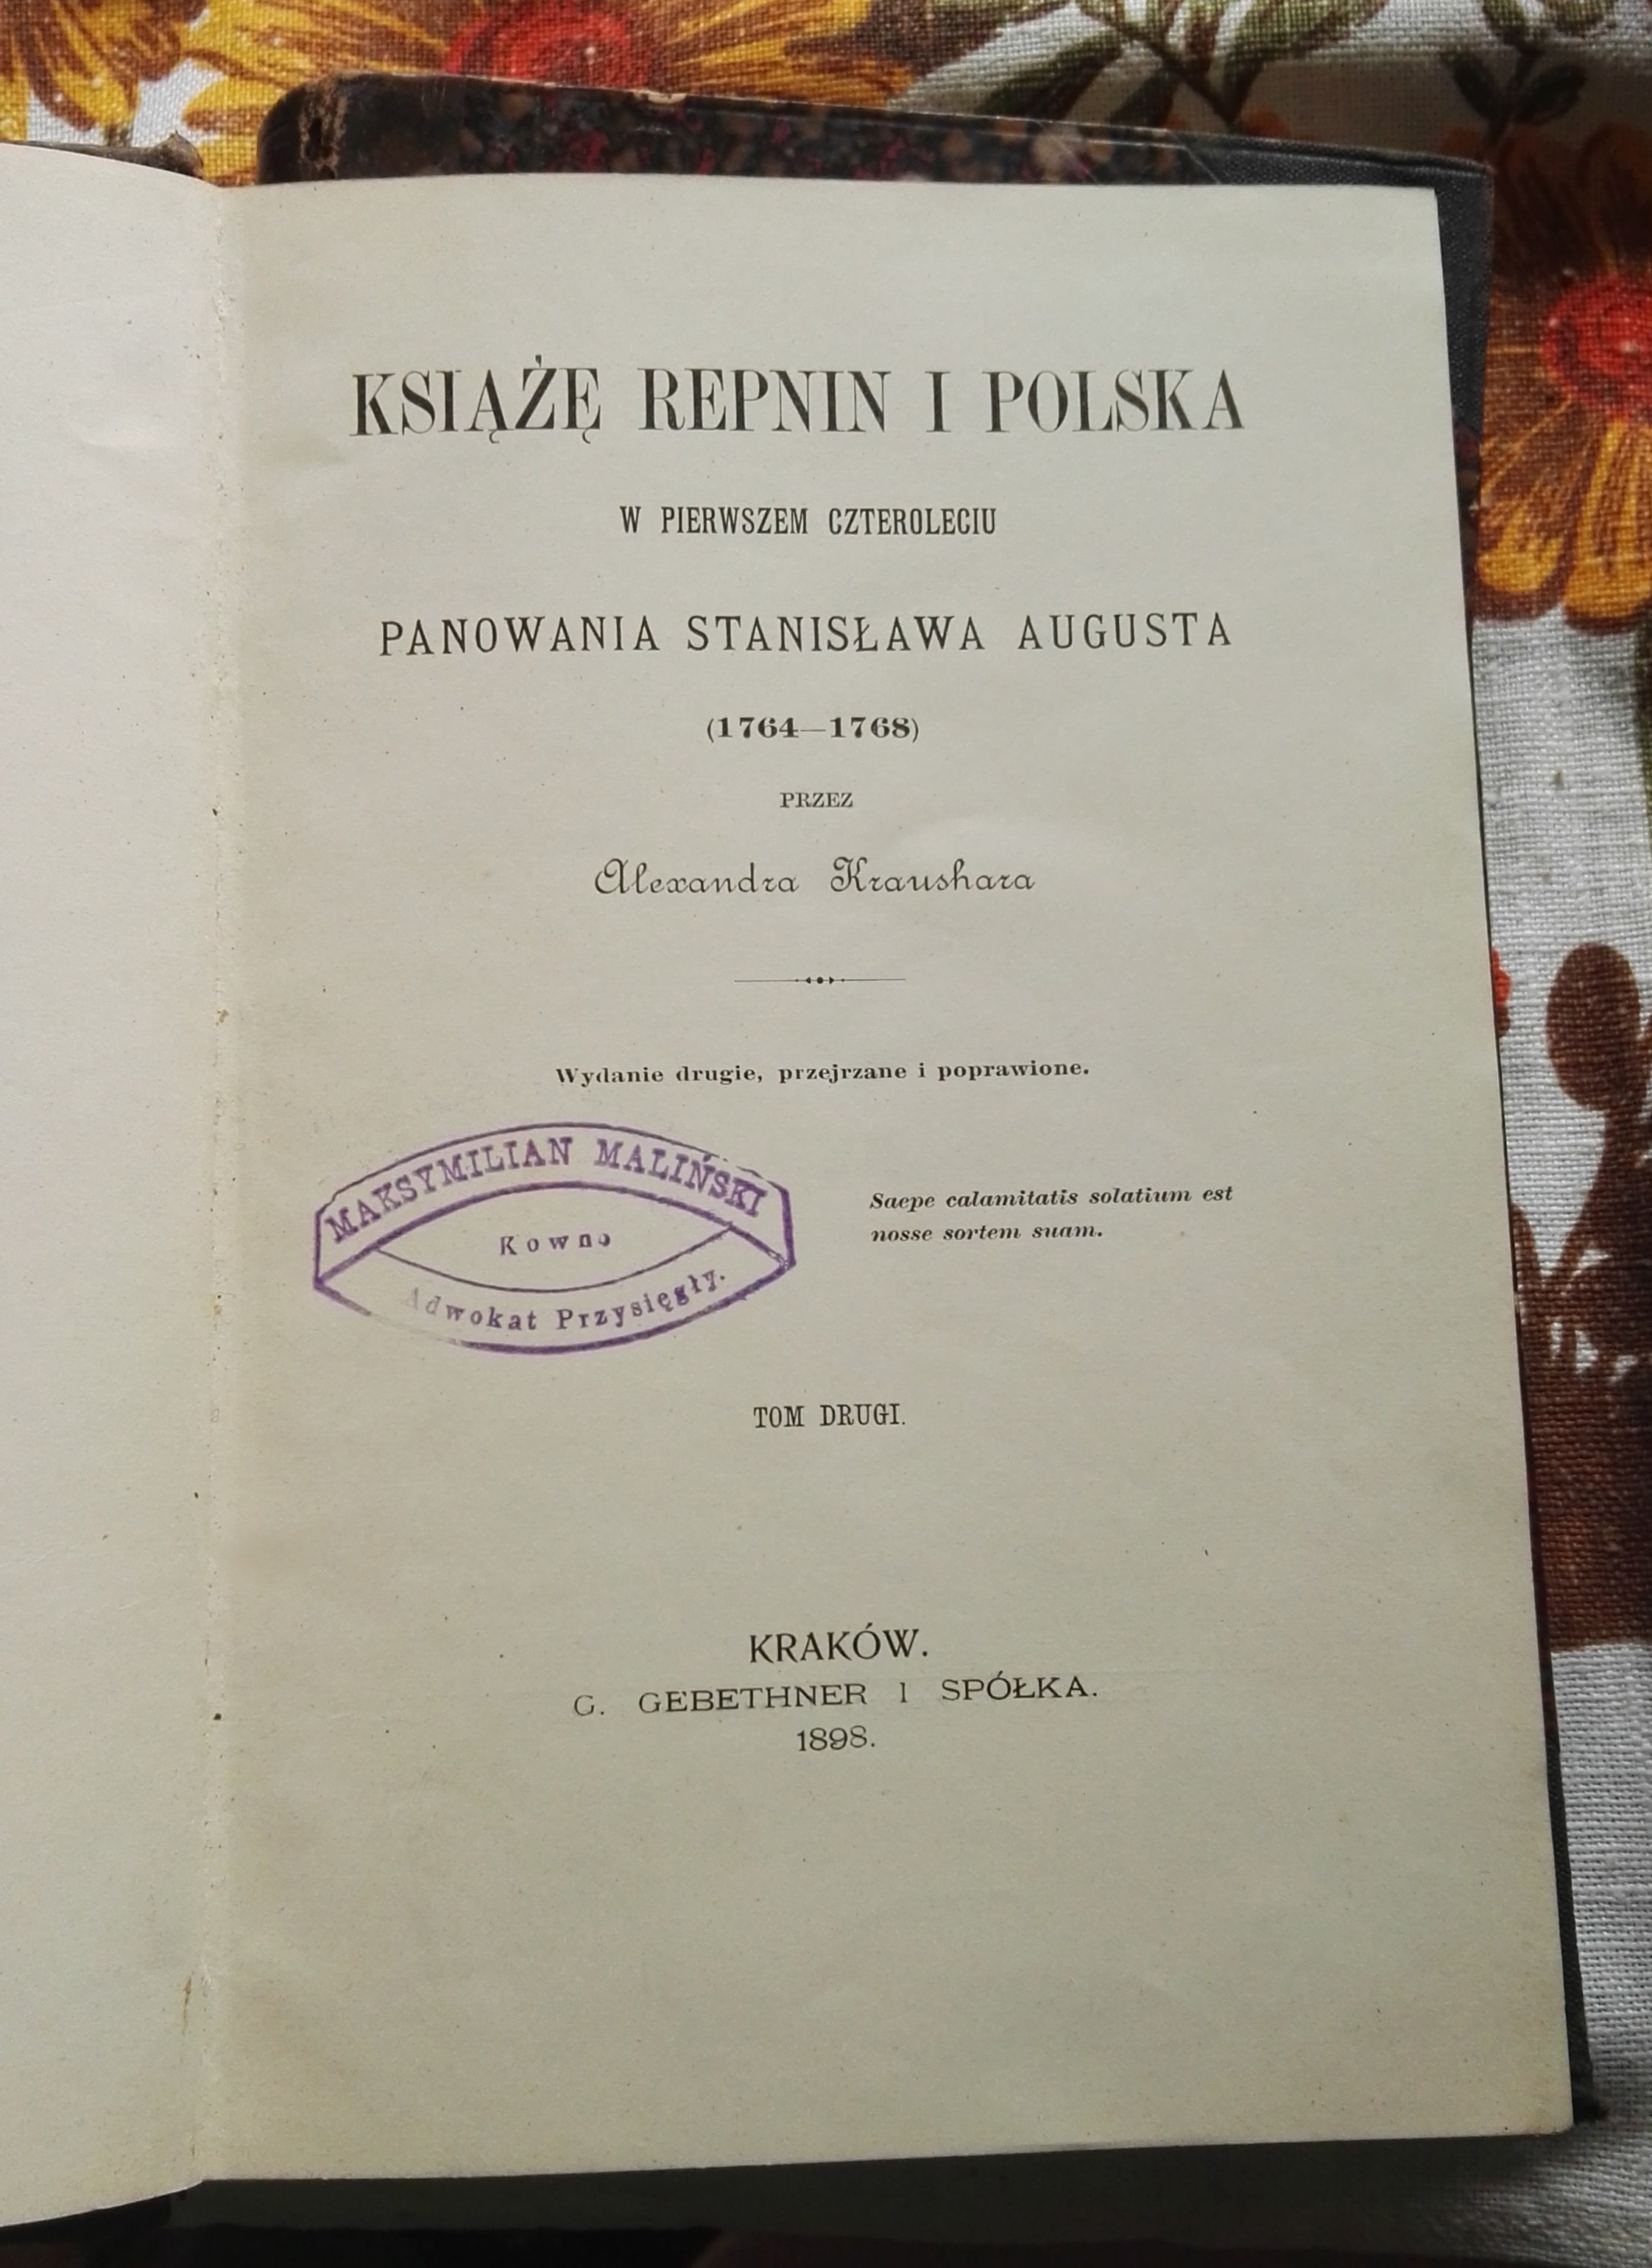 KSIĄŻĘ REPNIN I POLSKA
W PIERWSZEM CZTEROLECIU
PANOWANIA STANISŁAWA AUGUSTA
(1764—1768)
PRZEZ
Alexandra Kraushara
Wydanie drugie, przejrzane i poprawione.
MAKSYMILIAN MALIŃSKI
Kowno
Adwokat Przysięgły.
Saepe calamitatis solatium est
nosse sortem suam.
TOM DRUGI.
KRAKÓW.
G. GEBETHNER I SPÓŁKA.
1898.